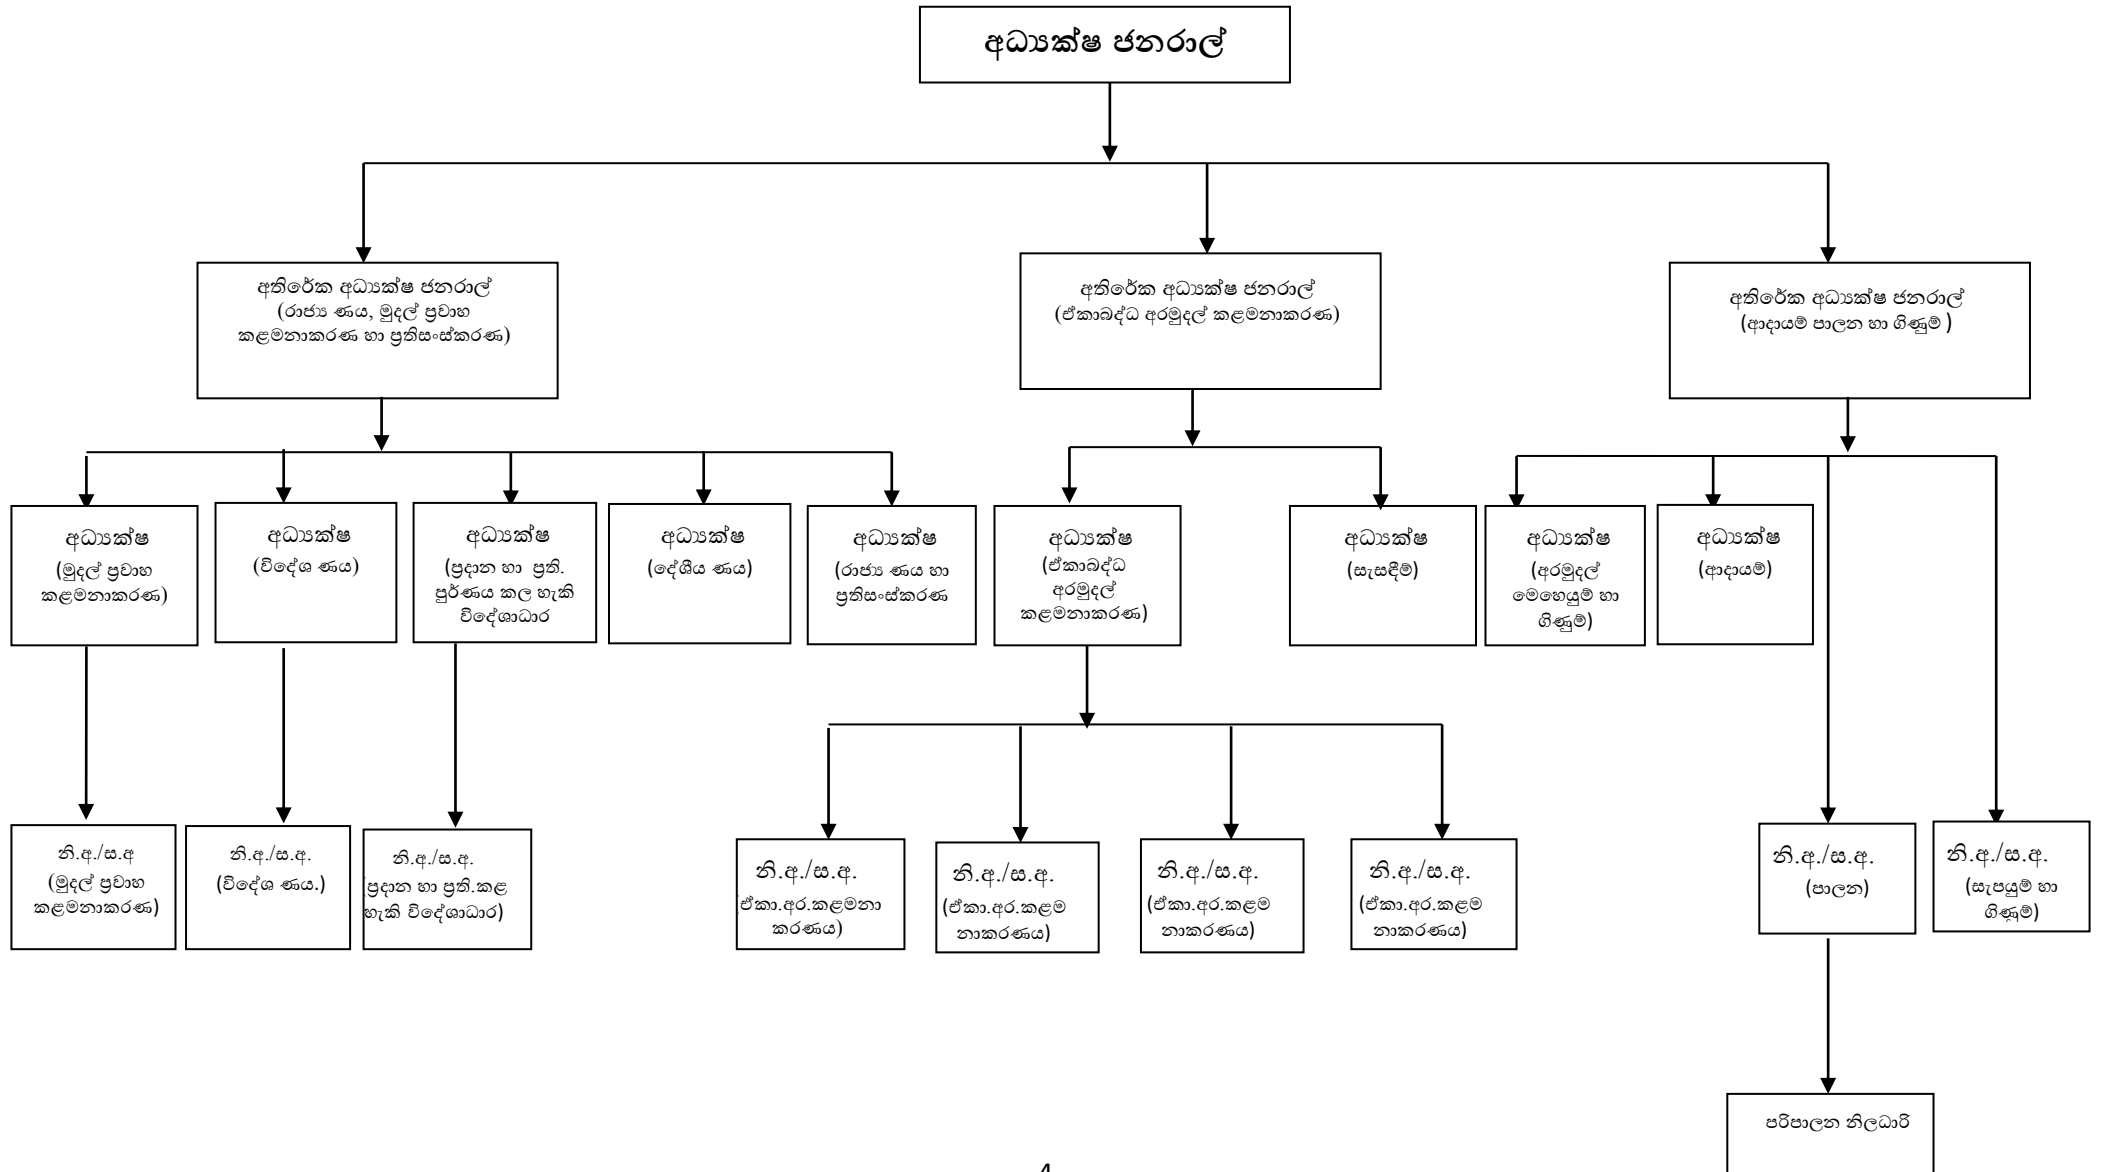 අධ්‍යක්ෂ ජනරාල්
අතිරේක අධ්‍යක්ෂ ජනරාල්
(රාජ්‍ය ණය, මුදල් ප්‍රවාහ
කළමනාකරණ හා ප්‍රතිසංස්කරණ)
අතිරේක අධ්‍යක්ෂ ජනරාල්
(ඒකාබද්ධ අරමුදල් කළමනාකරණ)
අතිරේක අධ්‍යක්ෂ ජනරාල්
(ආදායම් පාලන හා ගිණුම් )
අධ්‍යක්ෂ
(මුදල් ප්‍රවාහ
කළමනාකරණ)
අධ්‍යක්ෂ
(විදේශ ණය)
අධ්‍යක්ෂ
(ප්‍රදාන හා ප්‍රති.
පුර්ණය කල හැකි
විදේශාධාර
අධ්‍යක්ෂ
(දේශීය ණය)
අධ්‍යක්ෂ
(රාජ්‍ය ණය හා
ප්‍රතිසංස්කරණ
අධ්‍යක්ෂ
(ඒකාබද්ධ
අරමුදල්
කළමනාකරණ)
අධ්‍යක්ෂ
(සැසඳීම්)
අධ්‍යක්ෂ
(අරමුදල්
මෙහෙයුම් හා
ගිණුම්)
අධ්‍යක්ෂ
(ආදායම්)
නි.අ./ස.අ
(මුදල් ප්‍රවාහ
කළමනාකරණ)
නි.අ./ස.අ.
(විදේශ ණය.)
නි.අ./ස.අ.
(ප්‍රදාන හා ප්‍රති.කළ
හැකි විදේශාධාර)
නි.අ./ස.අ.
(ඒකා.අර.කළමනා
කරණය)
නි.අ./ස.අ.
(ඒකා.අර.කළම
නාකරණය)
නි.අ./ස.අ.
(ඒකා.අර.කළම
නාකරණය)
නි.අ./ස.අ.
(ඒකා.අර.කළම
නාකරණය)
නි.අ./ස.අ.
(පාලන)
නි.අ./ස.අ.
(සැපයුම් හා
ගිණුම්)
පරිපාලන නිලධාරි